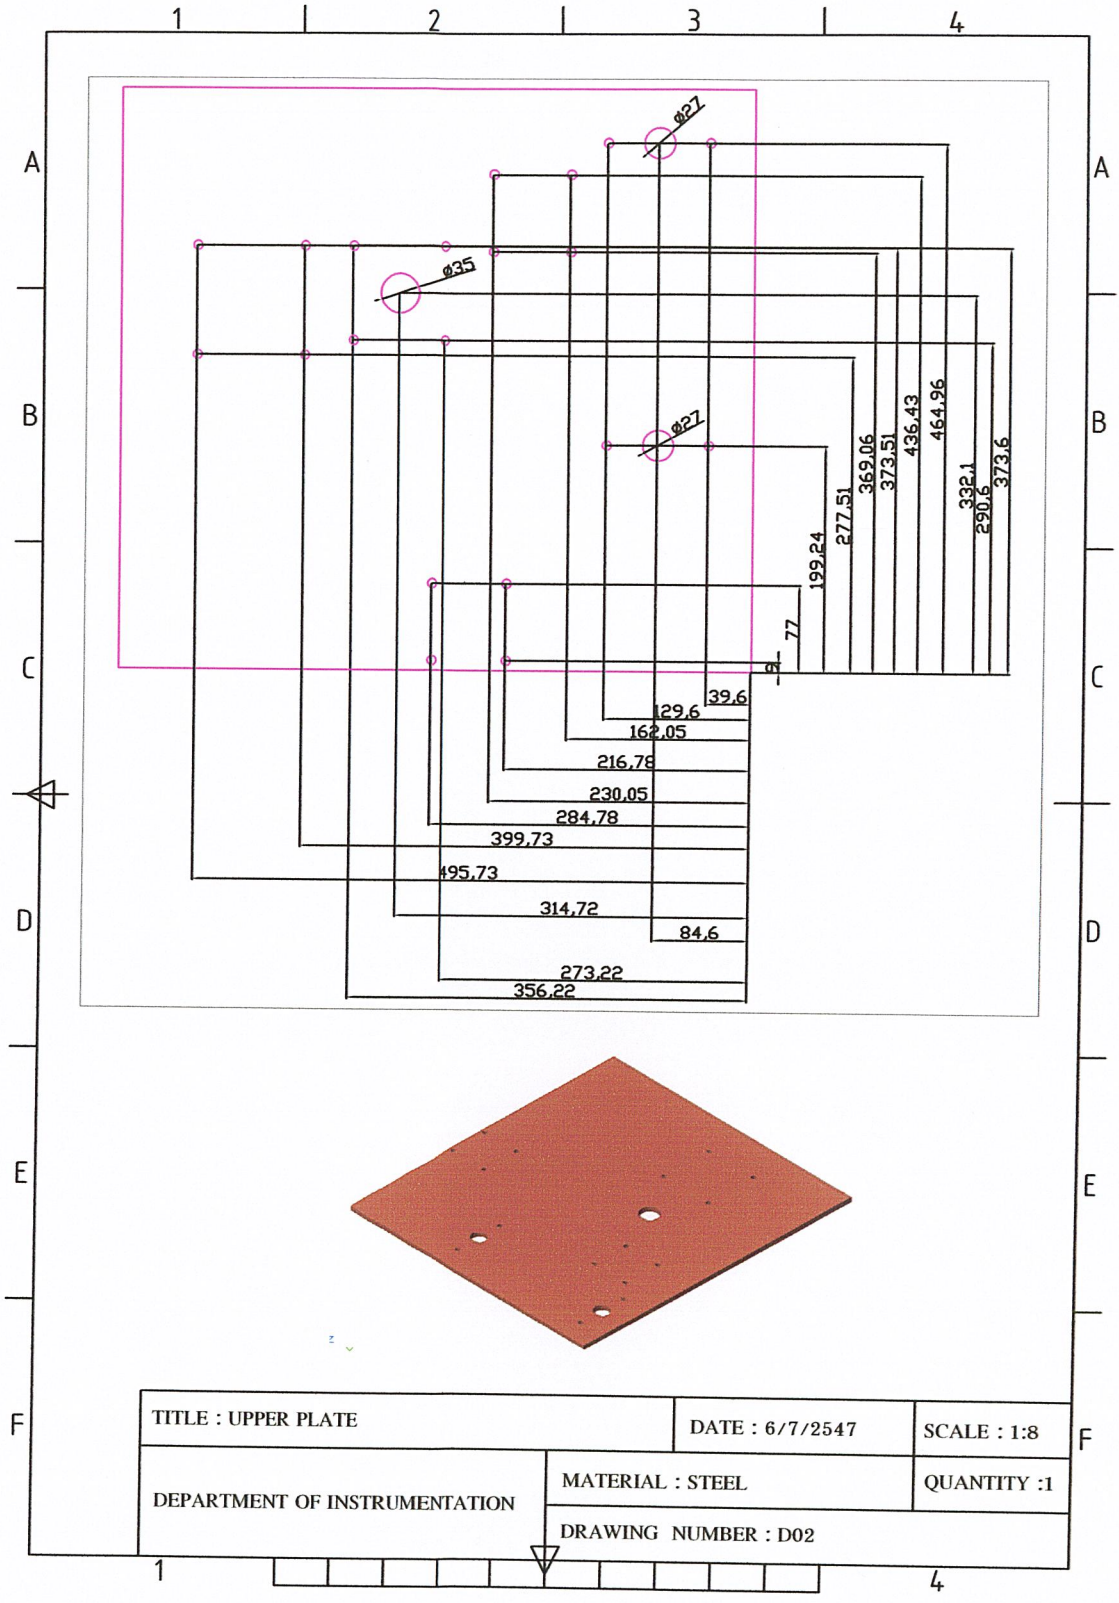 1 2 3 4
A A
ø27
ø35
B B
ø27
464,96
436,43
373,51
369,06
373,6
332,1
290,6
277,51
199,24
77
9
C C
39,6
129,6
162,05
216,78
230,05
284,78
399,73
495,73
314,72
84,6
273,22
356,22
D D
E E
z
F F
TITLE : UPPER PLATE
DATE : 6/7/2547
SCALE : 1:8
DEPARTMENT OF INSTRUMENTATION
MATERIAL : STEEL
QUANTITY :1
DRAWING NUMBER : D02
1 4